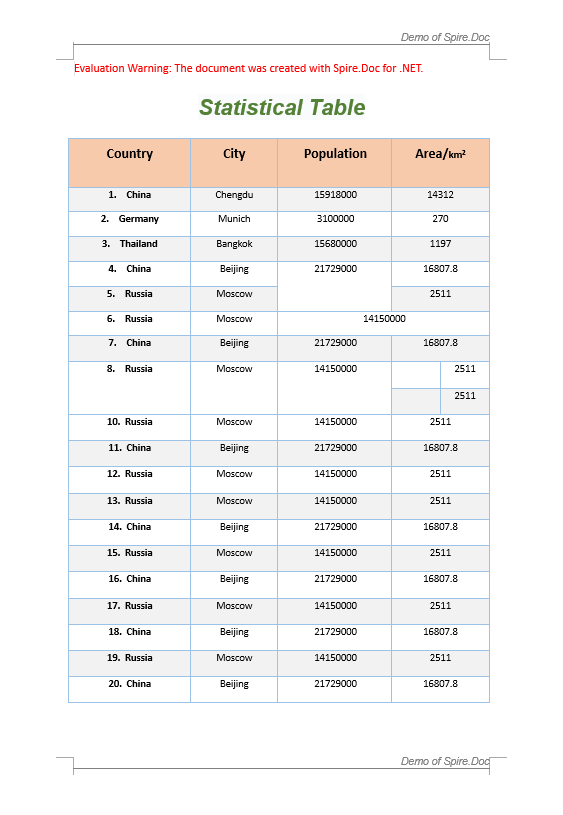 Demo of Spire.Doc
Evaluation Warning: The document was created with Spire.Doc for .NET.
Statistical Table
Country City Population Area/km²
1. China Chengdu 15918000 14312
2. Germany Munich 3100000 270
3. Thailand Bangkok 15680000 1197
4. China Beijing 21729000 16807.8
5. Russia Moscow 2511
6. Russia Moscow 14150000
7. China Beijing 21729000 16807.8
8. Russia Moscow 14150000 2511
2511
10. Russia Moscow 14150000 2511
11. China Beijing 21729000 16807.8
12. Russia Moscow 14150000 2511
13. Russia Moscow 14150000 2511
14. China Beijing 21729000 16807.8
15. Russia Moscow 14150000 2511
16. China Beijing 21729000 16807.8
17. Russia Moscow 14150000 2511
18. China Beijing 21729000 16807.8
19. Russia Moscow 14150000 2511
20. China Beijing 21729000 16807.8
Demo of Spire.Doc